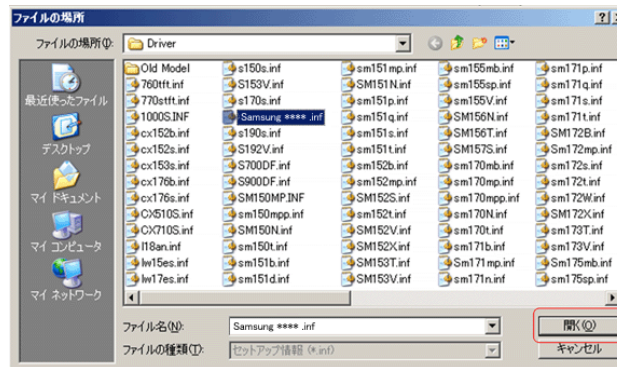 ファイルの場所
ファイルの場所(I):
Driver
最近使ったファイル
デスクトップ
マイ ドキュメント
マイ コンピュータ
マイ ネットワーク
Old Model
760tft.inf
770stft.inf
1000S.INF
cx152b.inf
cx152s.inf
cx153s.inf
cx176b.inf
cx176s.inf
CX510S.inf
CX710S.inf
I18an.inf
lw15es.inf
lw17es.inf
s150s.inf
S153V.inf
s170s.inf
Samsung **** .inf
s190s.inf
S192V.inf
S700DF.inf
S900DF.inf
SM150MP.INF
sm150mpp.inf
SM150N.inf
sm150t.inf
sm151b.inf
sm151d.inf
sm151mp.inf
SM151N.inf
sm151p.inf
sm151q.inf
sm151s.inf
sm151t.inf
sm152b.inf
sm152mp.inf
SM152S.inf
sm152t.inf
SM152V.inf
SM152X.inf
SM153T.inf
SM153V.inf
sm155mb.inf
sm155sp.inf
sm155V.inf
SM156N.inf
SM156T.inf
SM157S.inf
sm170mb.inf
sm170mp.inf
sm170mpp.inf
sm170N.inf
sm170t.inf
sm171b.inf
Sm171mp.inf
sm171n.inf
sm171p.inf
sm171q.inf
sm171s.inf
sm171t.inf
SM172B.inf
Sm172mp.inf
sm172s.inf
sm172t.inf
sm172W.inf
SM172X.inf
sm173T.inf
sm173V.inf
Sm175mb.inf
sm175sp.inf
ファイル名(N):
Samsung **** .inf
開く(O)
ファイルの種類(T):
セットアップ情報 (*.inf)
キャンセル